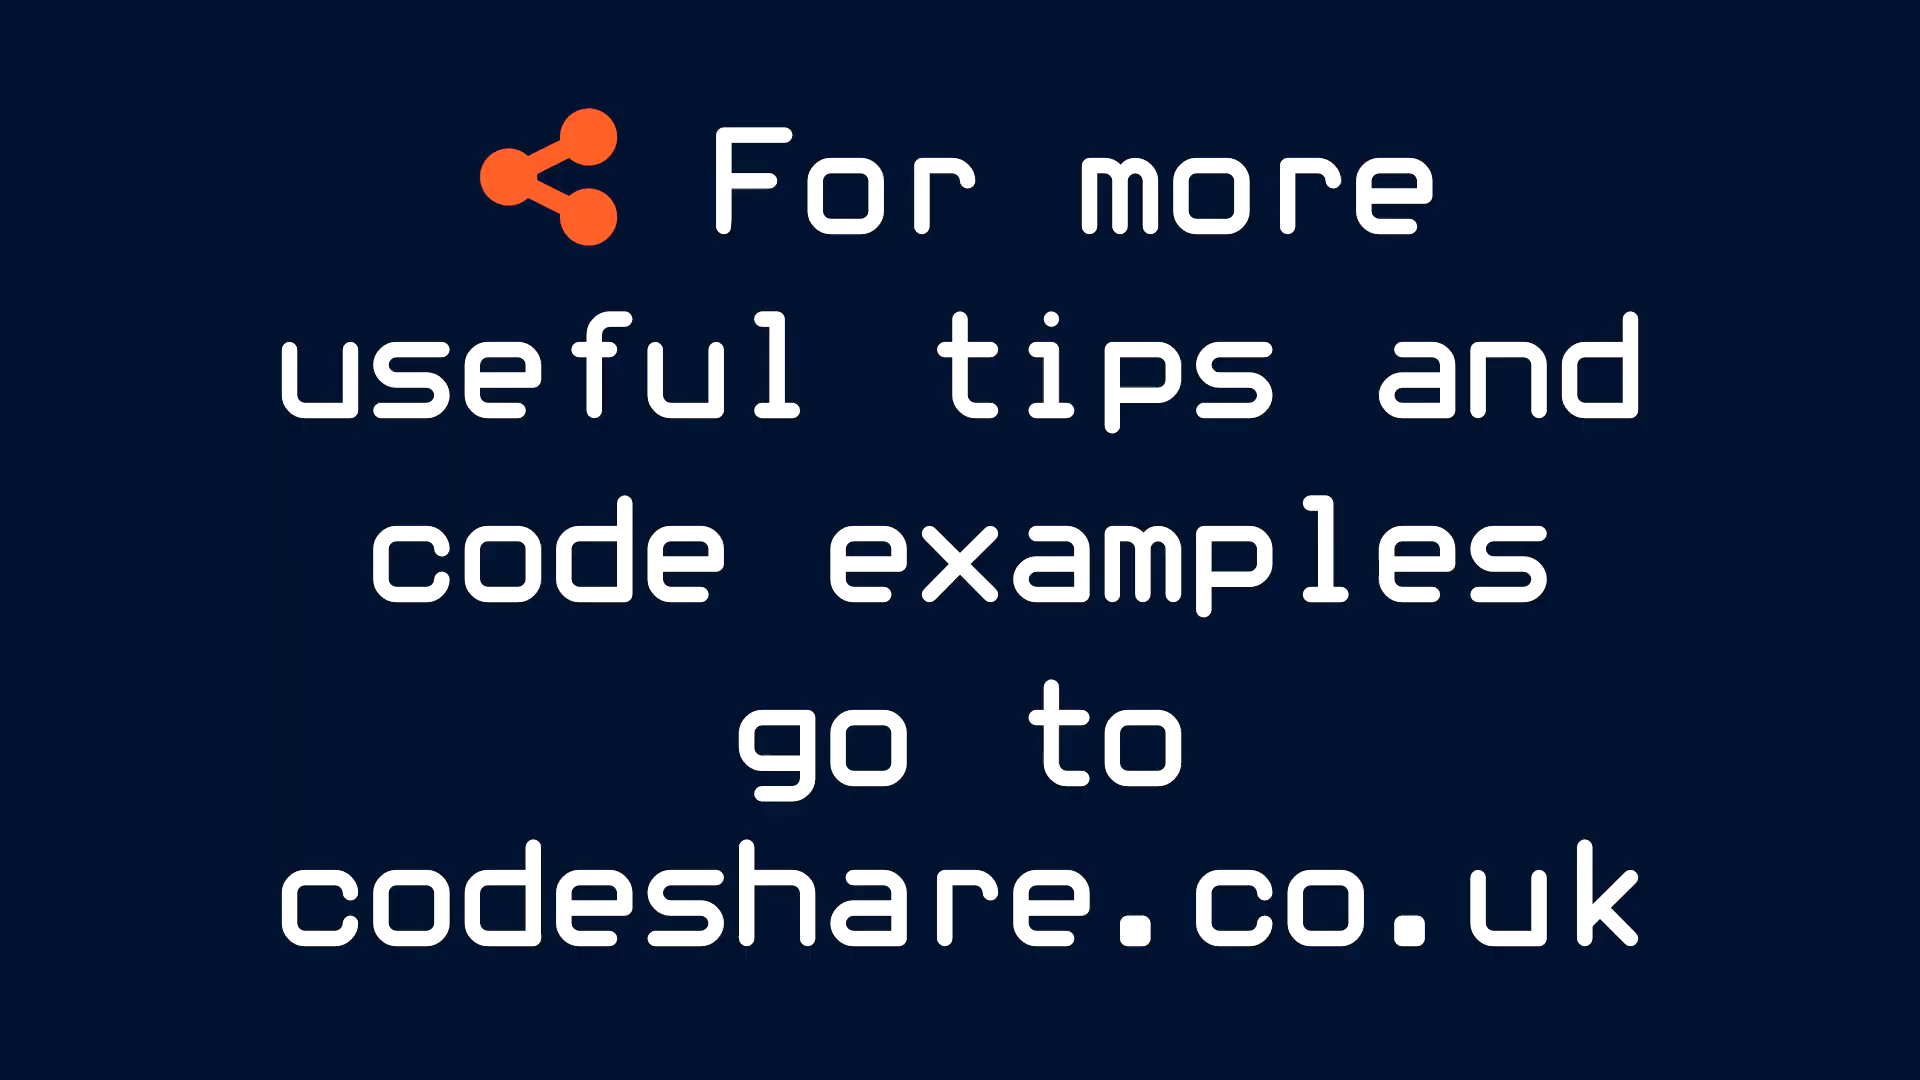 For more
useful tips and
code examples
go to
codeshare.co.uk